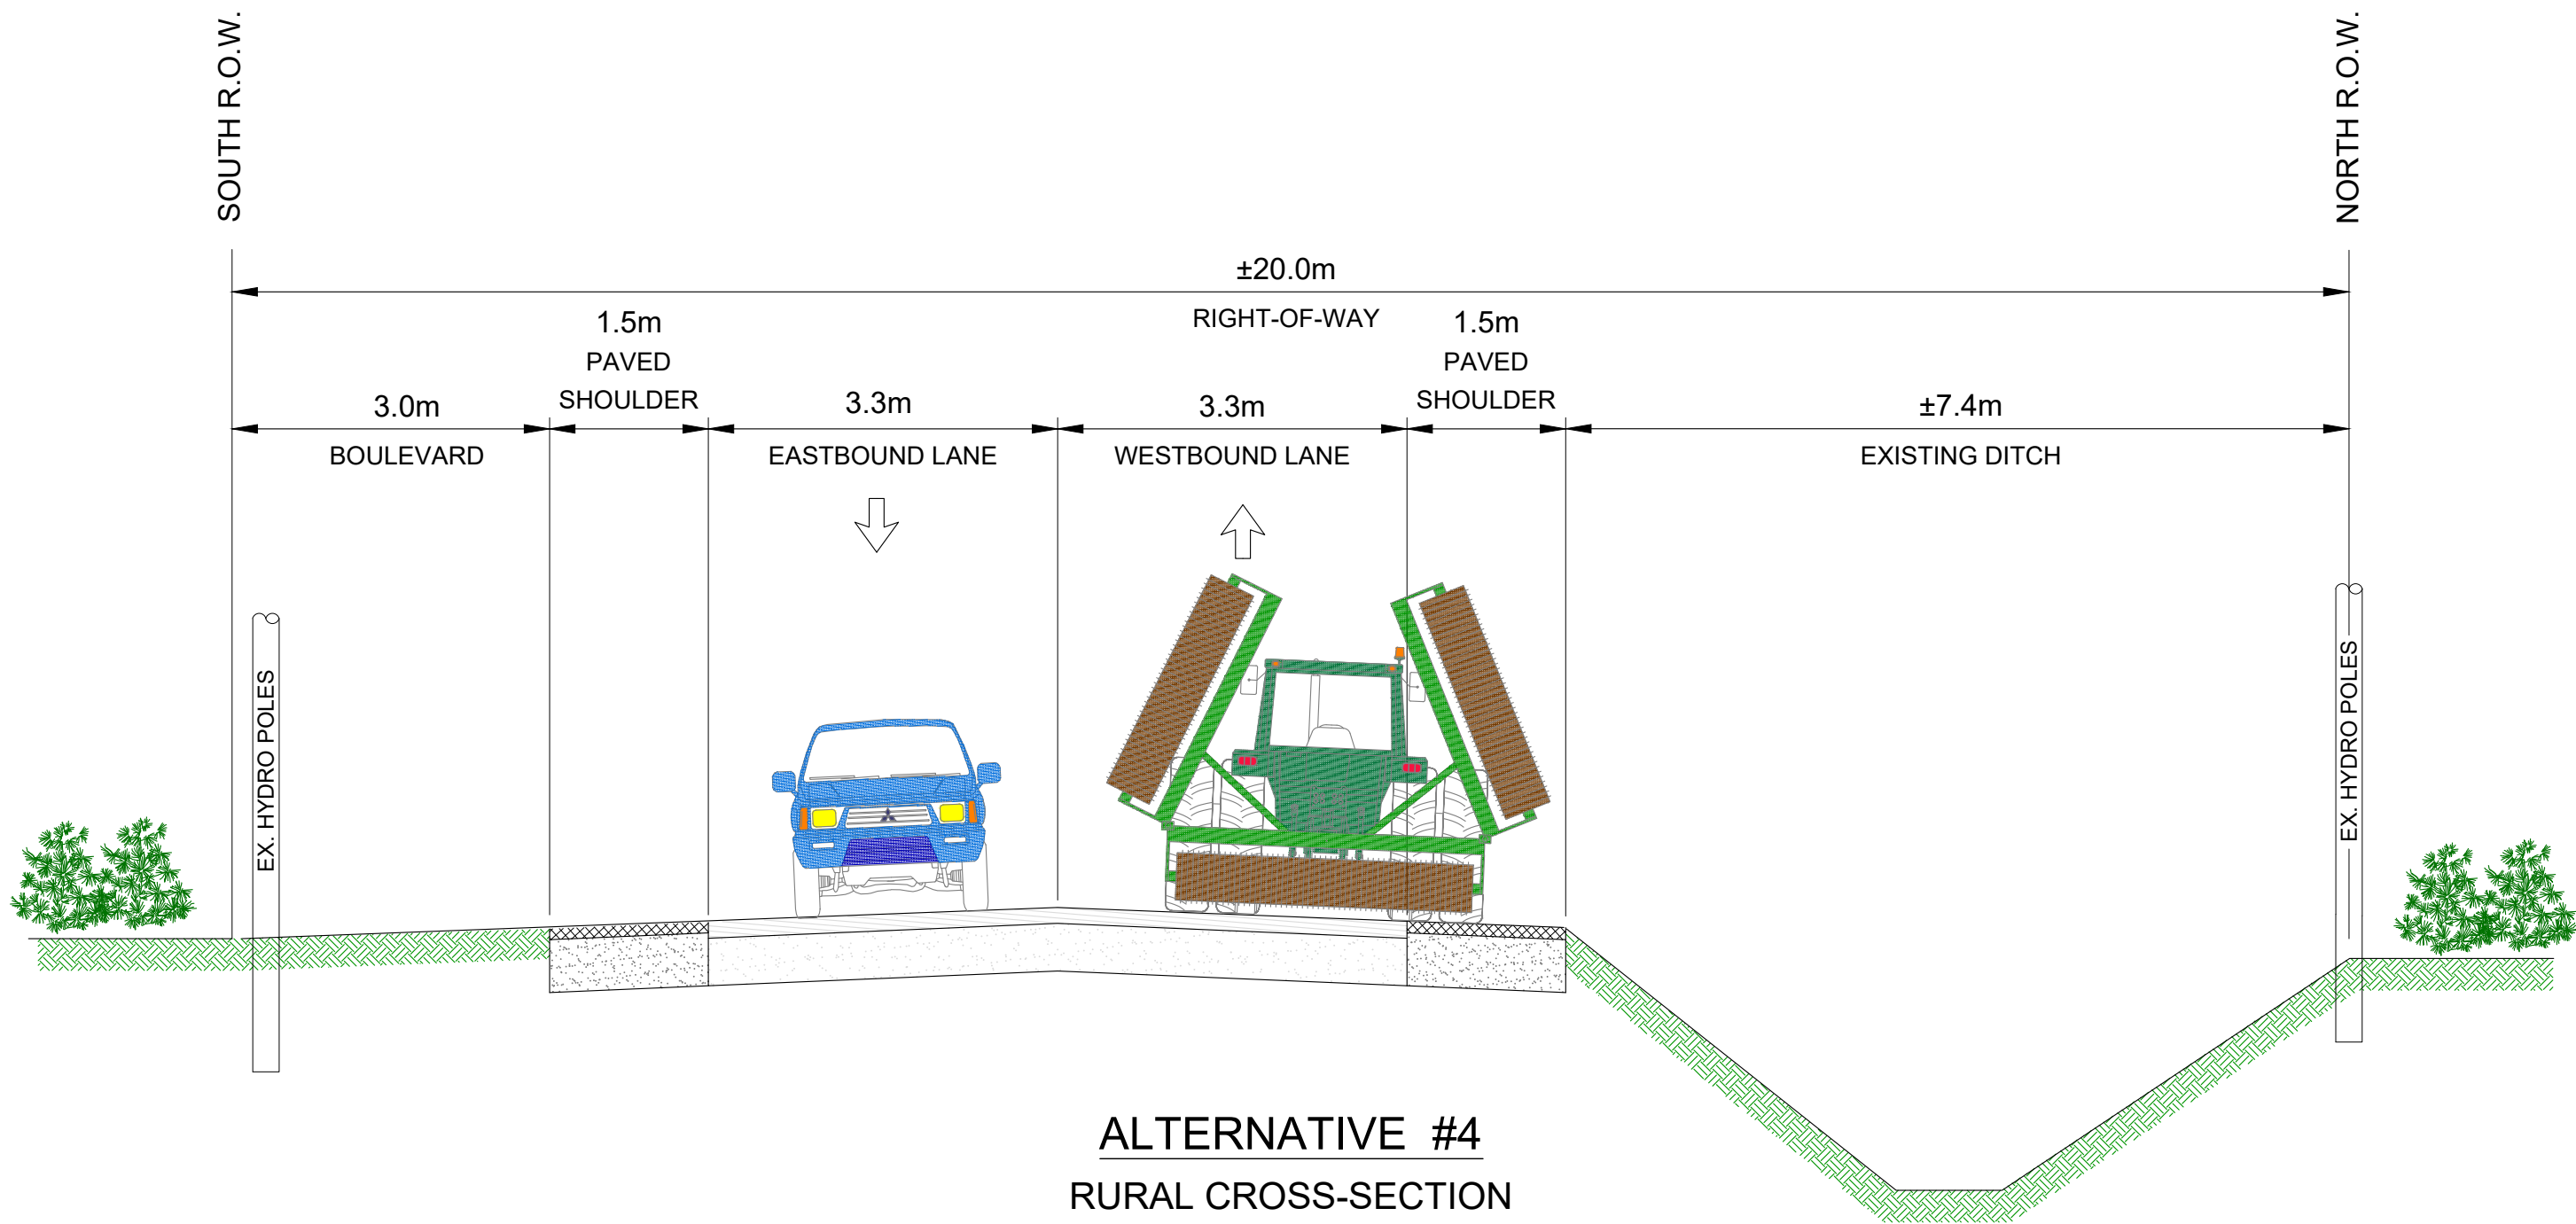 SOUTH R.O.W.
NORTH R.O.W.
±20.0m
RIGHT-OF-WAY
1.5m
PAVED
SHOULDER
1.5m
PAVED
SHOULDER
3.0m
BOULEVARD
3.3m
EASTBOUND LANE
3.3m
WESTBOUND LANE
±7.4m
EXISTING DITCH
EX. HYDRO POLES
EX. HYDRO POLES
ALTERNATIVE #4
RURAL CROSS-SECTION